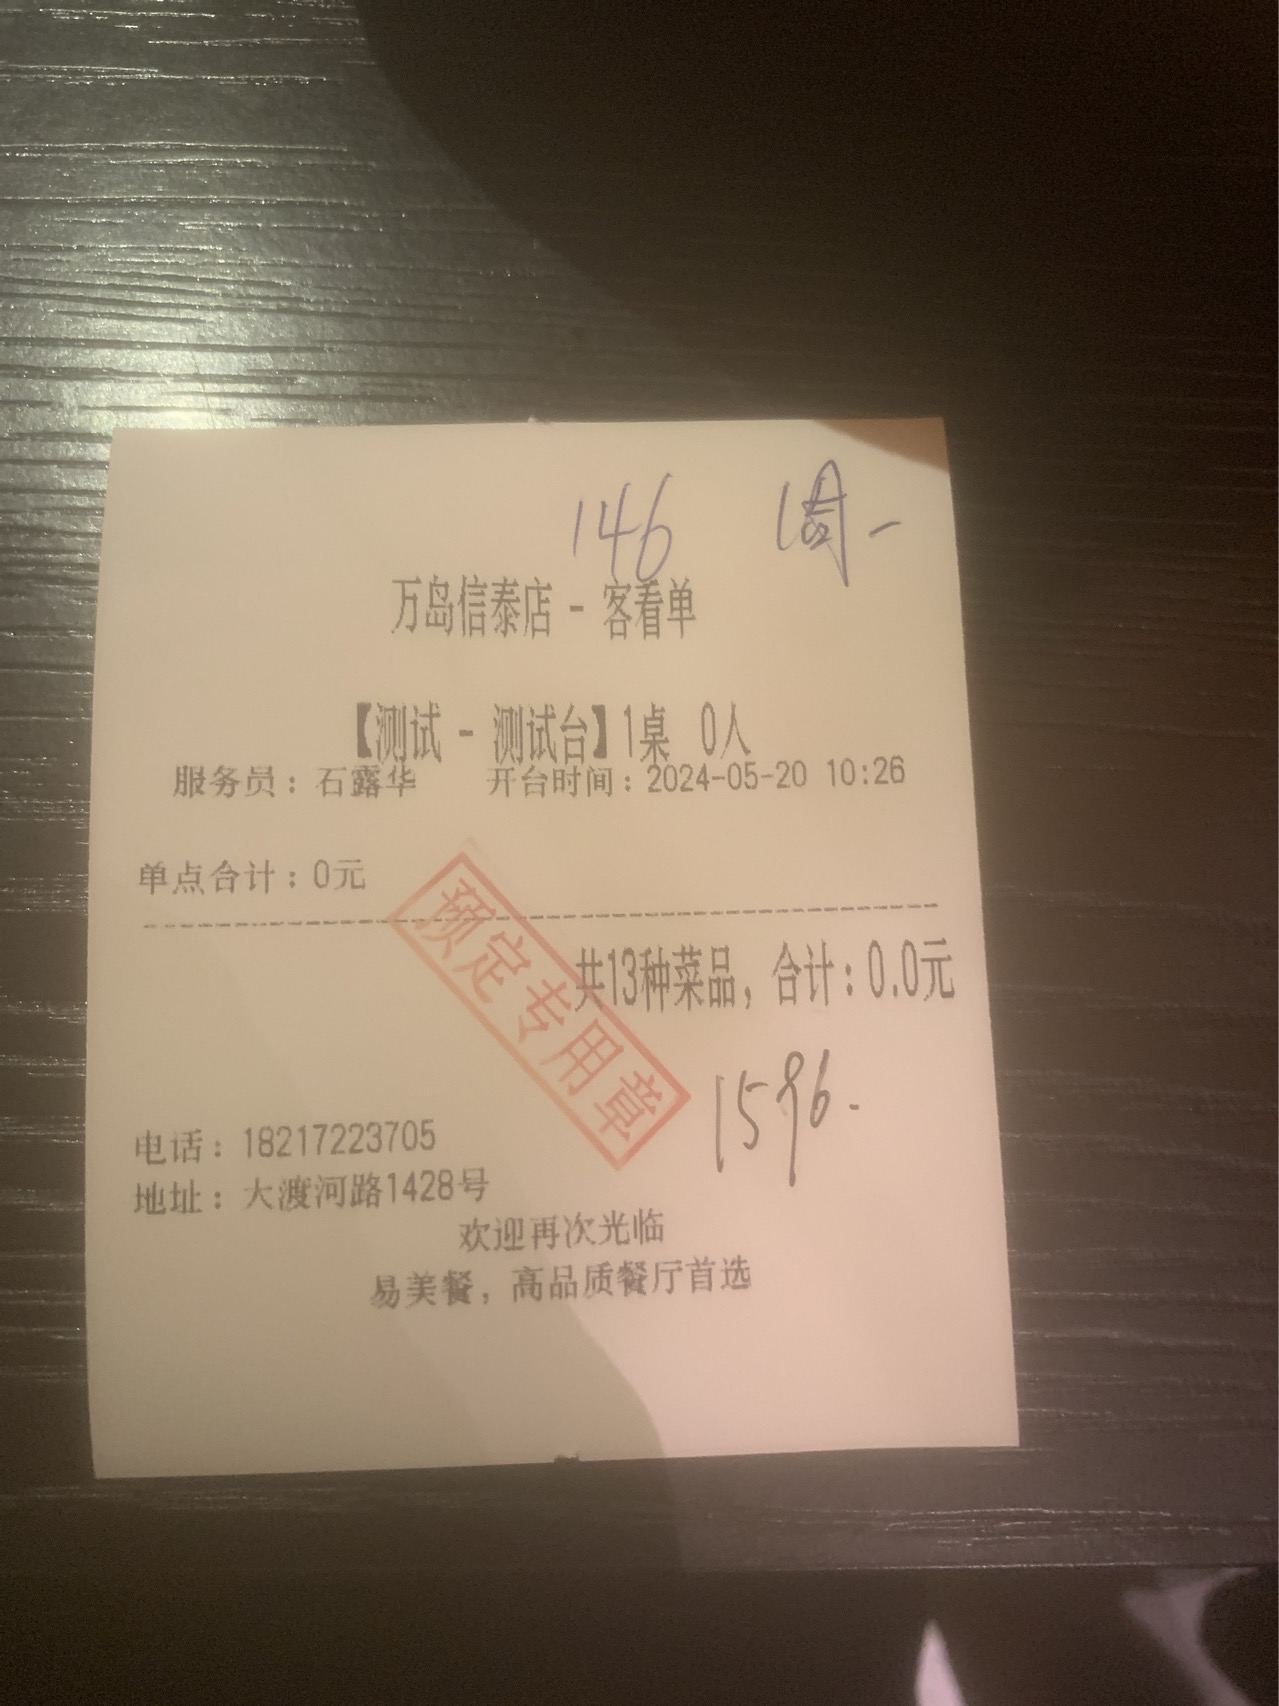 146 周一
万岛信泰店 - 客看单
【测试 - 测试台】1桌 0人
服务员：石露华 开台时间：2024-05-20 10:26
单点合计：0元
共13种菜品，合计：0.0元
预定专用章
1596.
电话：18217223705
地址：大渡河路1428号
欢迎再次光临
易美餐，高品质餐厅首选